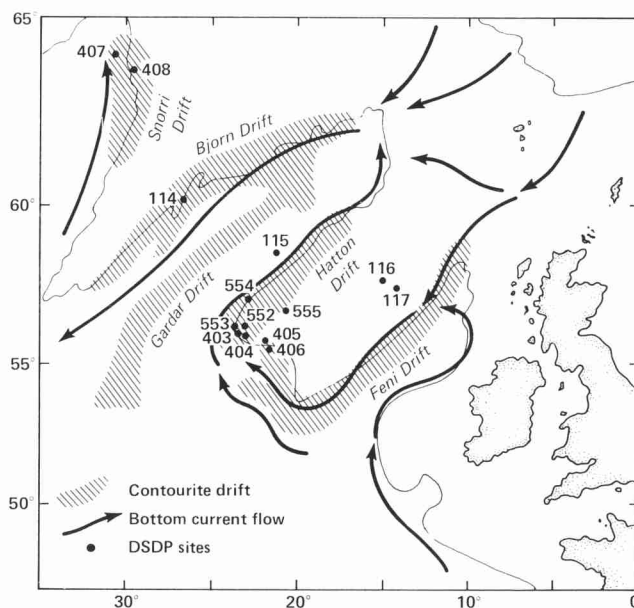 65°
407
408
Snorri
Drift
Bjorn Drift
60°
114
115
116
117
Hatton
Drift
Gardar Drift
554
553 552
555
403
405
404
406
55°
Feni Drift
50°
Contourite drift
Bottom current flow
DSDP sites
30°
20°
10°
0